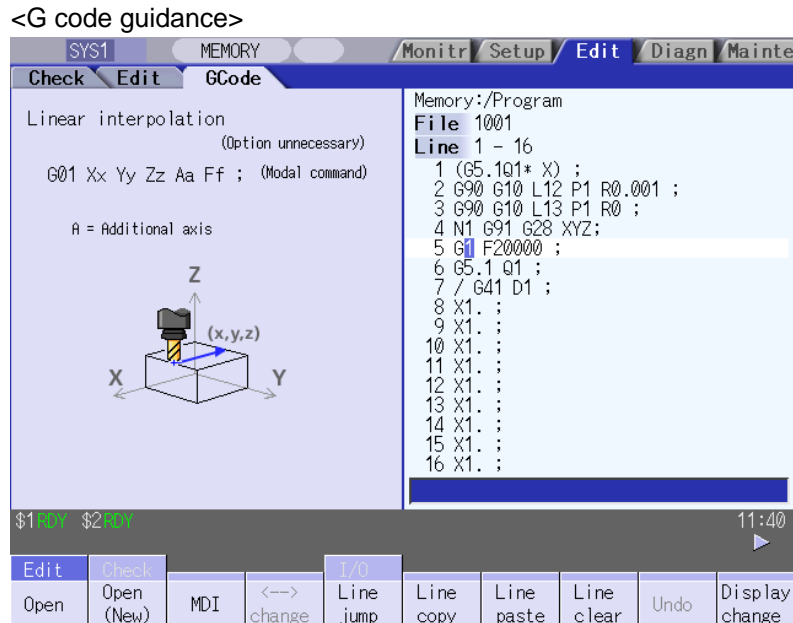 <G code guidance>
SYS1 MEMORY Monitr Setup Edit Diagn Mainte
Check Edit GCode
Linear interpolation
(Option unnecessary)
G01 Xx Yy Zz Aa Ff ; (Modal command)
A = Additional axis
Z
(x,y,z)
X Y
Memory:/Program
File 1001
Line 1 - 16
1 (G5.1Q1* X) ;
2 G90 G10 L12 P1 R0.001 ;
3 G90 G10 L13 P1 R0 ;
4 N1 G91 G28 XYZ;
5 G1 F20000 ;
6 G5.1 Q1 ;
7 / G41 D1 ;
8 X1. ;
9 X1. ;
10 X1. ;
11 X1. ;
12 X1. ;
13 X1. ;
14 X1. ;
15 X1. ;
16 X1. ;
$1RDY $2RDY 11:40
Edit Check I/O
Open Open (New) MDI <--> change Line jump Line copy Line paste Line clear Undo Display change